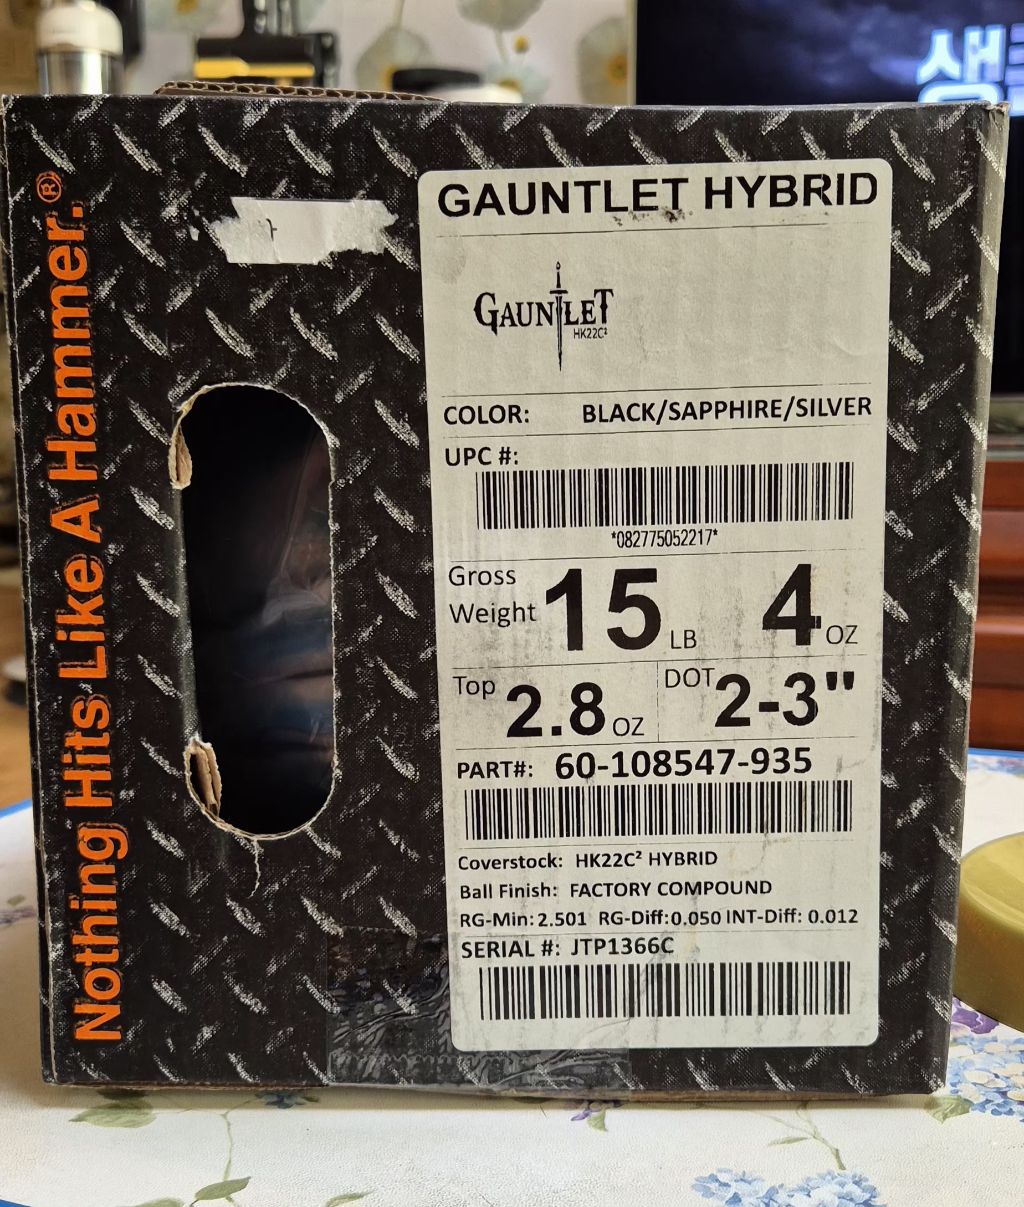 생
Nothing Hits Like A Hammer.®
GAUNTLET HYBRID
GAUNTLET
HK22C²
COLOR: BLACK/SAPPHIRE/SILVER
UPC #:
*082775052217*
Gross Weight 15 LB 4 OZ
Top 2.8 OZ DOT 2-3"
PART#: 60-108547-935
Coverstock: HK22C² HYBRID
Ball Finish: FACTORY COMPOUND
RG-Min: 2.501 RG-Diff: 0.050 INT-Diff: 0.012
SERIAL #: JTP1366C